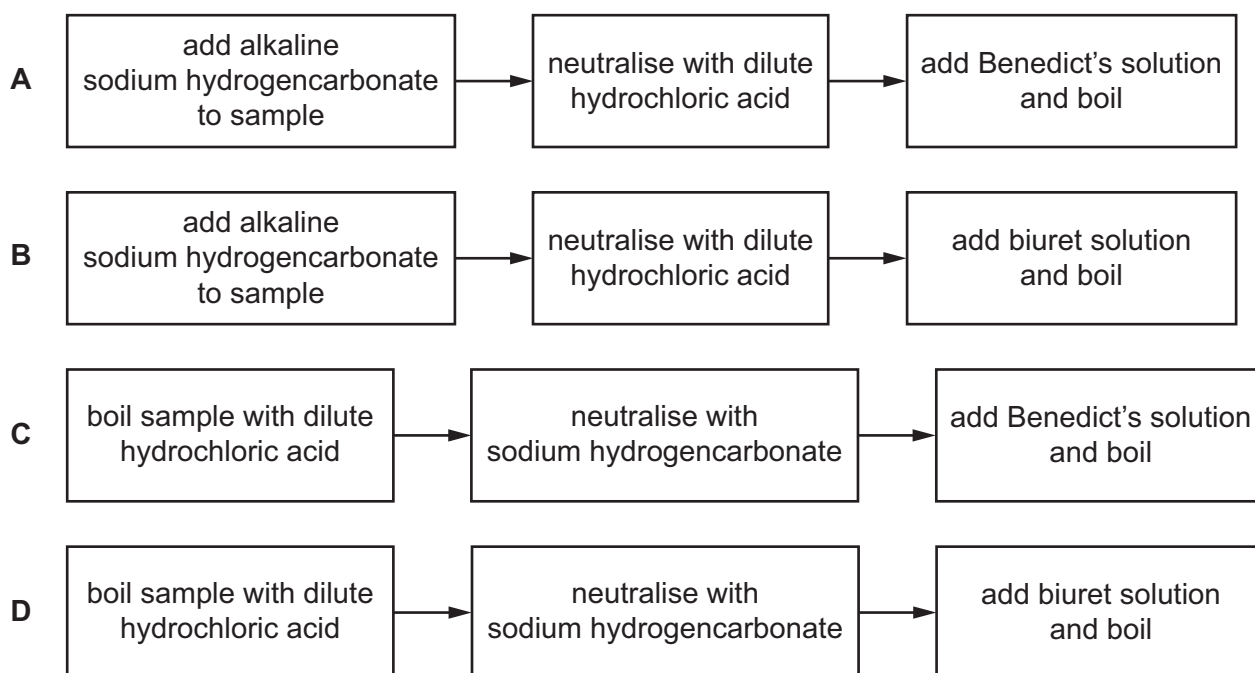 A
add alkaline
sodium hydrogencarbonate
to sample
neutralise with dilute
hydrochloric acid
add Benedict’s solution
and boil
B
add alkaline
sodium hydrogencarbonate
to sample
neutralise with dilute
hydrochloric acid
add biuret solution
and boil
C
boil sample with dilute
hydrochloric acid
neutralise with
sodium hydrogencarbonate
add Benedict’s solution
and boil
D
boil sample with dilute
hydrochloric acid
neutralise with
sodium hydrogencarbonate
add biuret solution
and boil